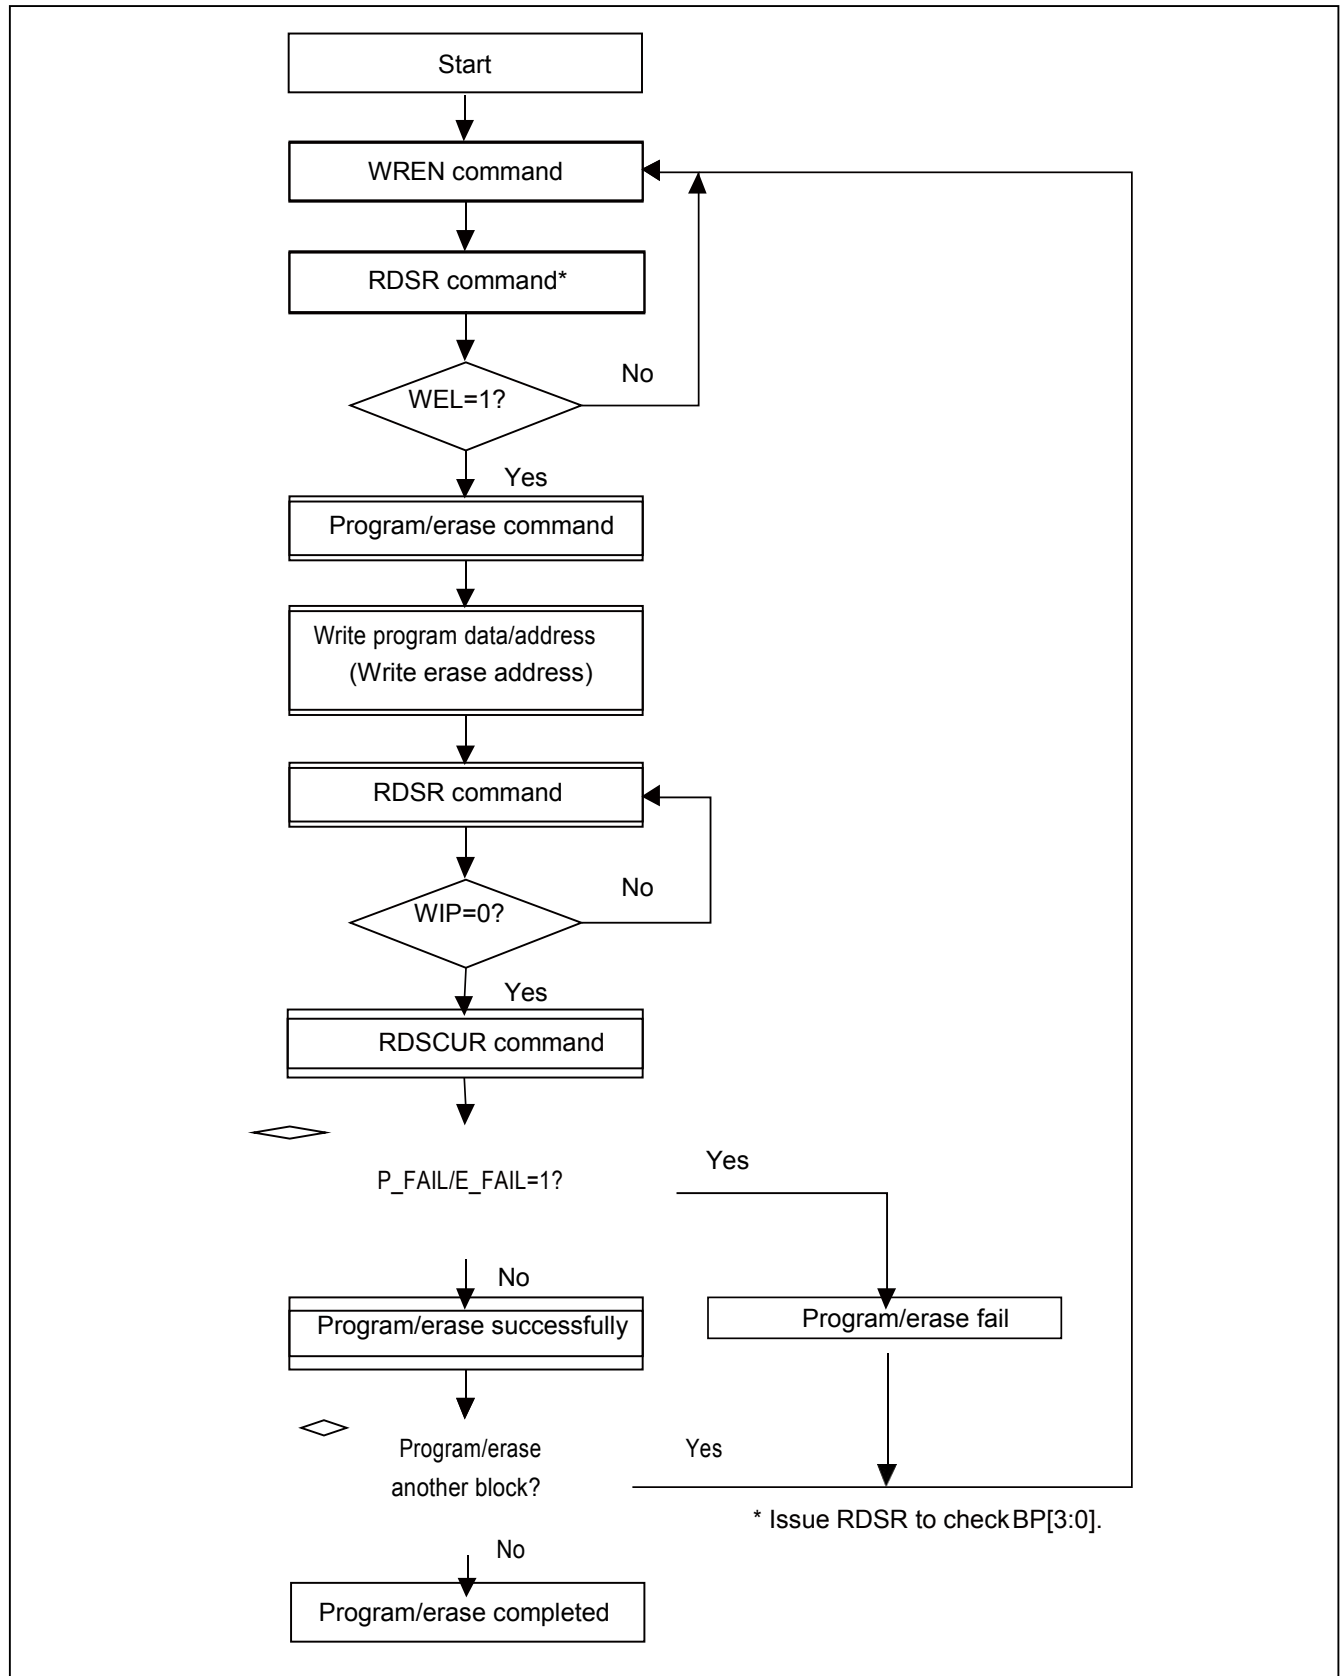 Start
WREN command
RDSR command*
WEL=1?
No
Yes
Program/erase command
Write program data/address
(Write erase address)
RDSR command
WIP=0?
No
Yes
RDSCUR command
P_FAIL/E_FAIL=1?
Yes
No
Program/erase successfully
Program/erase fail
Program/erase
another block?
Yes
* Issue RDSR to check BP[3:0].
No
Program/erase completed